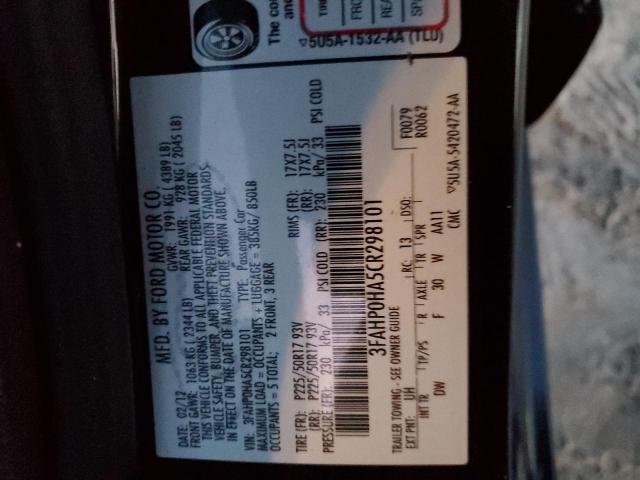 The co
and
TIRE
FRO
REA
SPA
5U5A-1532-AA (TLD)
MFD. BY FORD MOTOR CO.
DATE: 02/12 GVWR: 1991 KG ( 4389 LB)
FRONT GAWR: 1063 KG ( 2344 LB) REAR GAWR: 928 KG ( 2045 LB)
THIS VEHICLE CONFORMS TO ALL APPLICABLE FEDERAL MOTOR
VEHICLE SAFETY, BUMPER, AND THEFT PREVENTION STANDARDS
IN EFFECT ON THE DATE OF MANUFACTURE SHOWN ABOVE.
VIN: 3FAHP0HA5CR298101 TYPE: Passenger Car
MAXIMUM LOAD = OCCUPANTS + LUGGAGE = 385KG/ 850LB
OCCUPANTS = 5 TOTAL; 2 FRONT, 3 REAR
TIRE (FR): P225/50R17 93V RIMS (FR): 17X7.5J
(RR): P225/50R17 93V (RR): 17X7.5J
PRESSURE (FR): 230 kPa/ 33 PSI COLD (RR): 230 kPa/ 33 PSI COLD
3FAHP0HA5CR298101
F0079
R0062
TRAILER TOWING - SEE OWNER GUIDE
EXT PNT: UH RC: 13 DSO:
INT TR TP/PS R AXLE TR SPR
DW F 30 W AA11
CMC
5U5A-5420472-AA